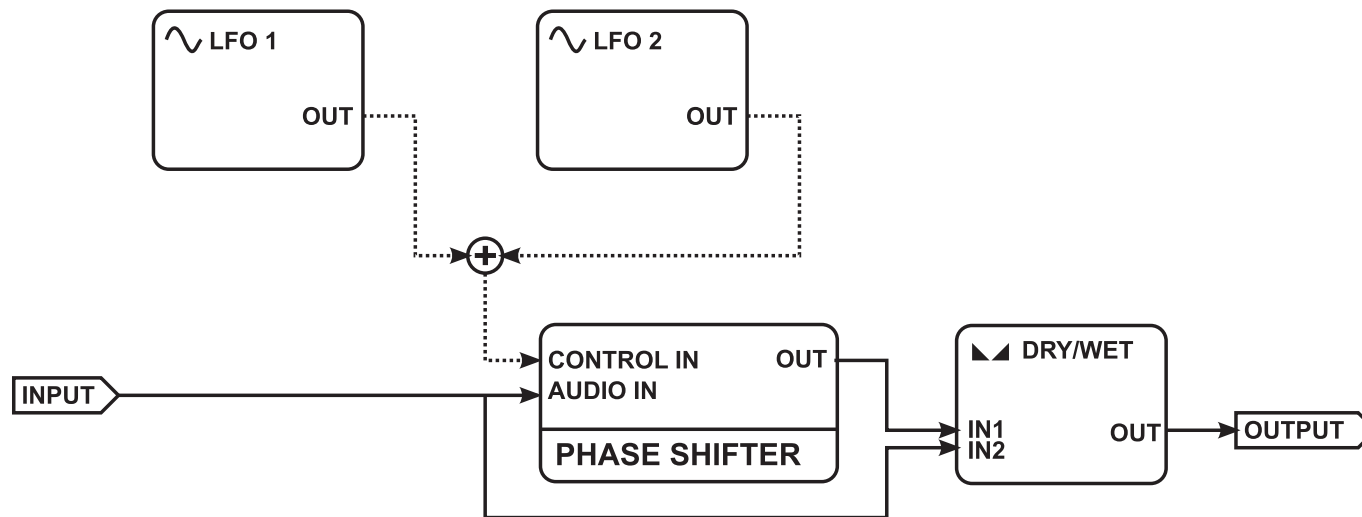 LFO 1
OUT
LFO 2
OUT
CONTROL IN
OUT
AUDIO IN
PHASE SHIFTER
INPUT
DRY/WET
IN1
IN2
OUT
OUTPUT